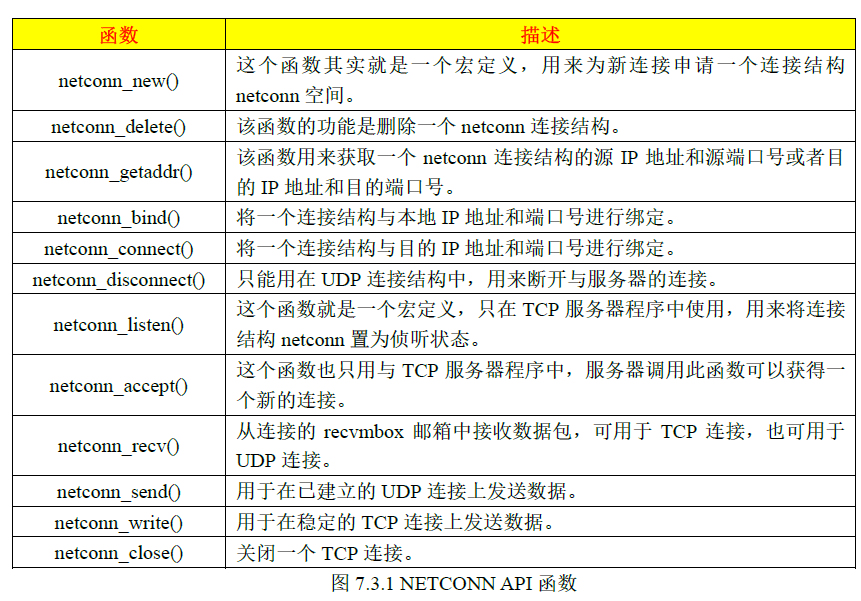 函数 描述
netconn_new() 这个函数其实就是一个宏定义，用来为新连接申请一个连接结构
netconn 空间。
netconn_delete() 该函数的功能是删除一个 netconn 连接结构。
netconn_getaddr() 该函数用来获取一个 netconn 连接结构的源 IP 地址和源端口号或者目
的 IP 地址和目的端口号。
netconn_bind() 将一个连接结构与本地 IP 地址和端口号进行绑定。
netconn_connect() 将一个连接结构与目的 IP 地址和端口号进行绑定。
netconn_disconnect() 只能用在 UDP 连接结构中，用来断开与服务器的连接。
netconn_listen() 这个函数就是一个宏定义，只在 TCP 服务器程序中使用，用来将连接
结构 netconn 置为侦听状态。
netconn_accept() 这个函数也只用与 TCP 服务器程序中，服务器调用此函数可以获得一
个新的连接。
netconn_recv() 从连接的 recvmbox 邮箱中接收数据包，可用于 TCP 连接，也可用于
UDP 连接。
netconn_send() 用于在已建立的 UDP 连接上发送数据。
netconn_write() 用于在稳定的 TCP 连接上发送数据。
netconn_close() 关闭一个 TCP 连接。
图 7.3.1 NETCONN API 函数